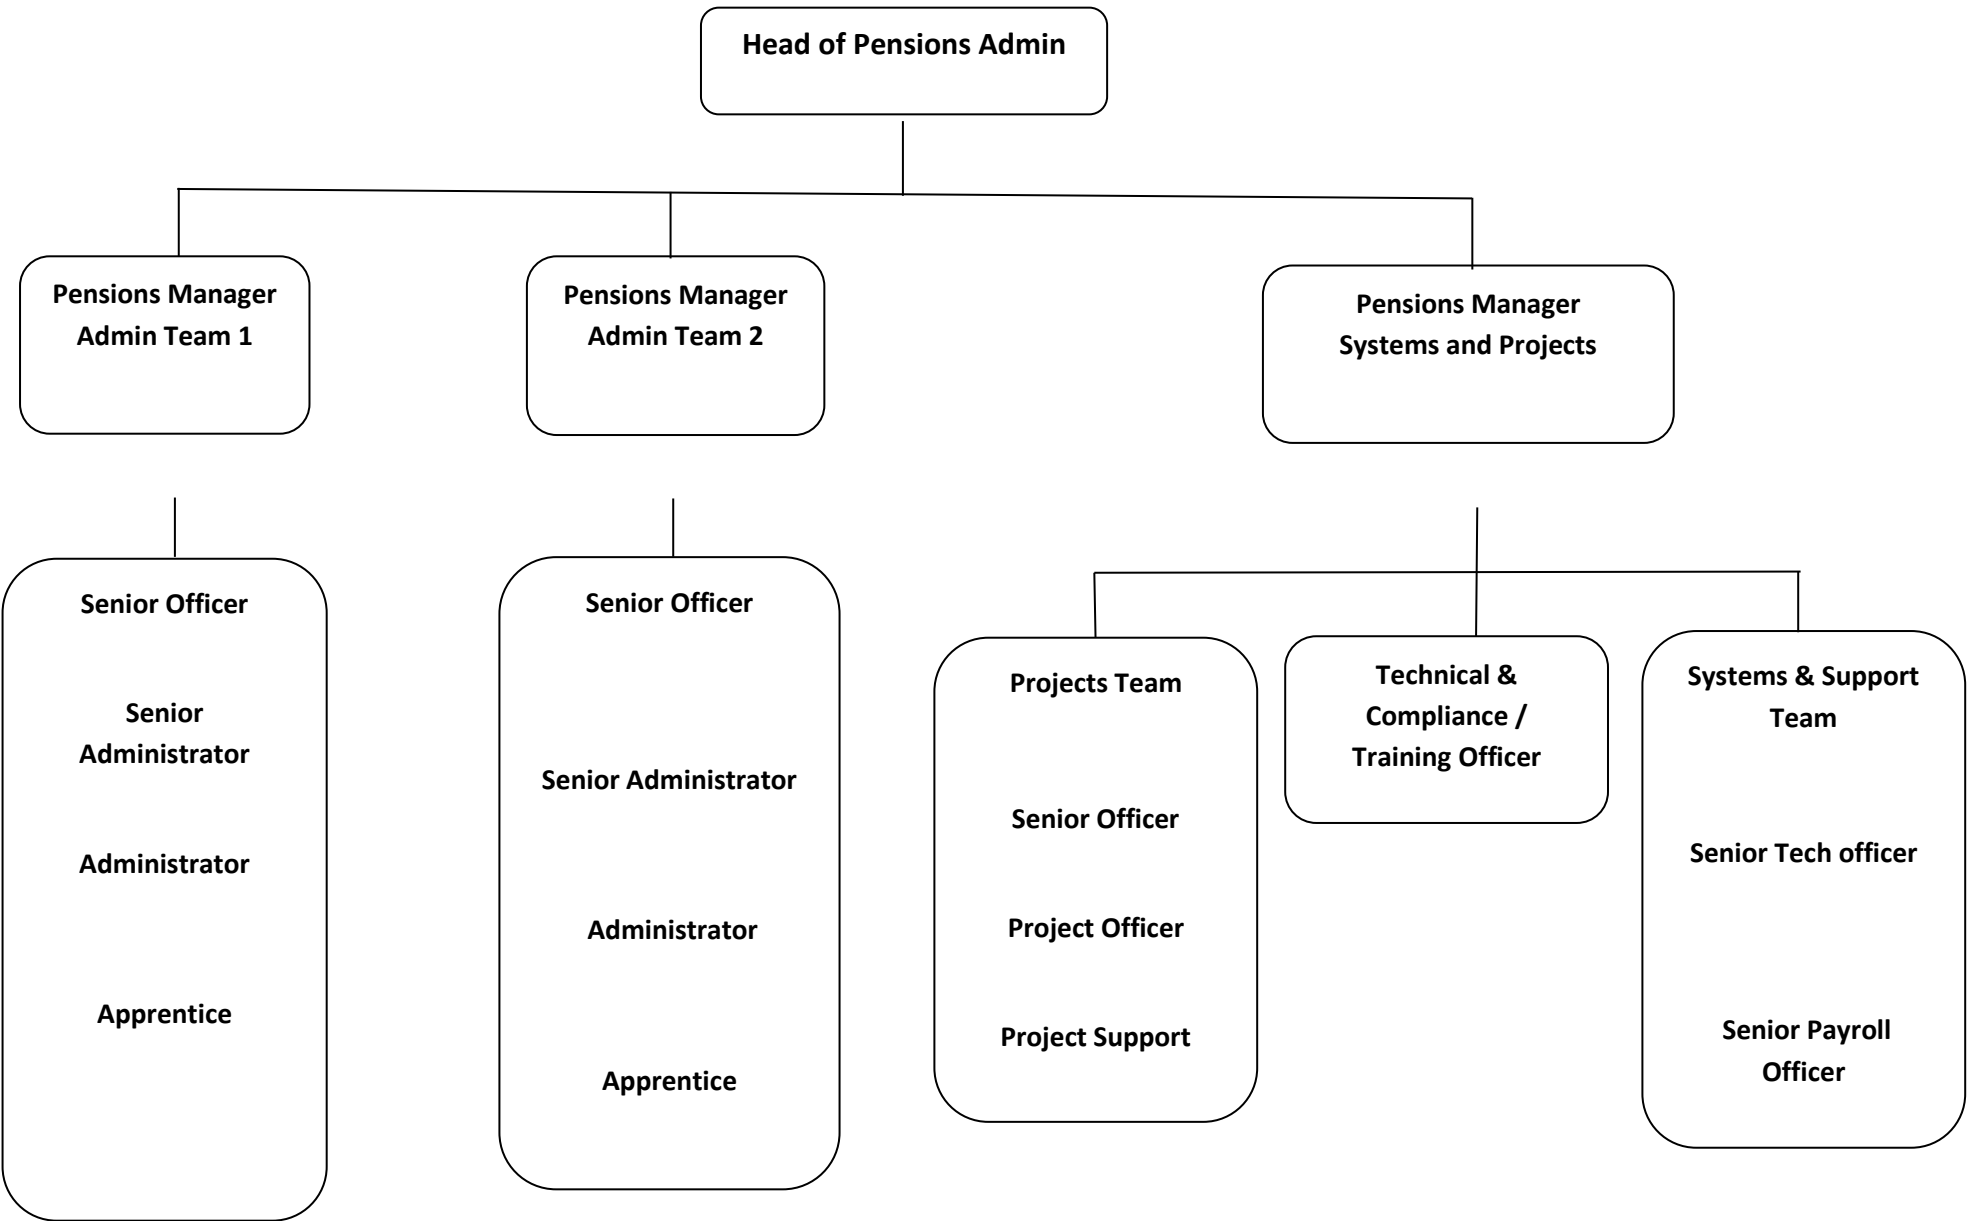 Head of Pensions Admin
Pensions Manager
Admin Team 1
Pensions Manager
Admin Team 2
Pensions Manager
Systems and Projects
Senior Officer
Senior
Administrator
Administrator
Apprentice
Senior Officer
Senior Administrator
Administrator
Apprentice
Projects Team
Senior Officer
Project Officer
Project Support
Technical &
Compliance /
Training Officer
Systems & Support
Team
Senior Tech officer
Senior Payroll
Officer